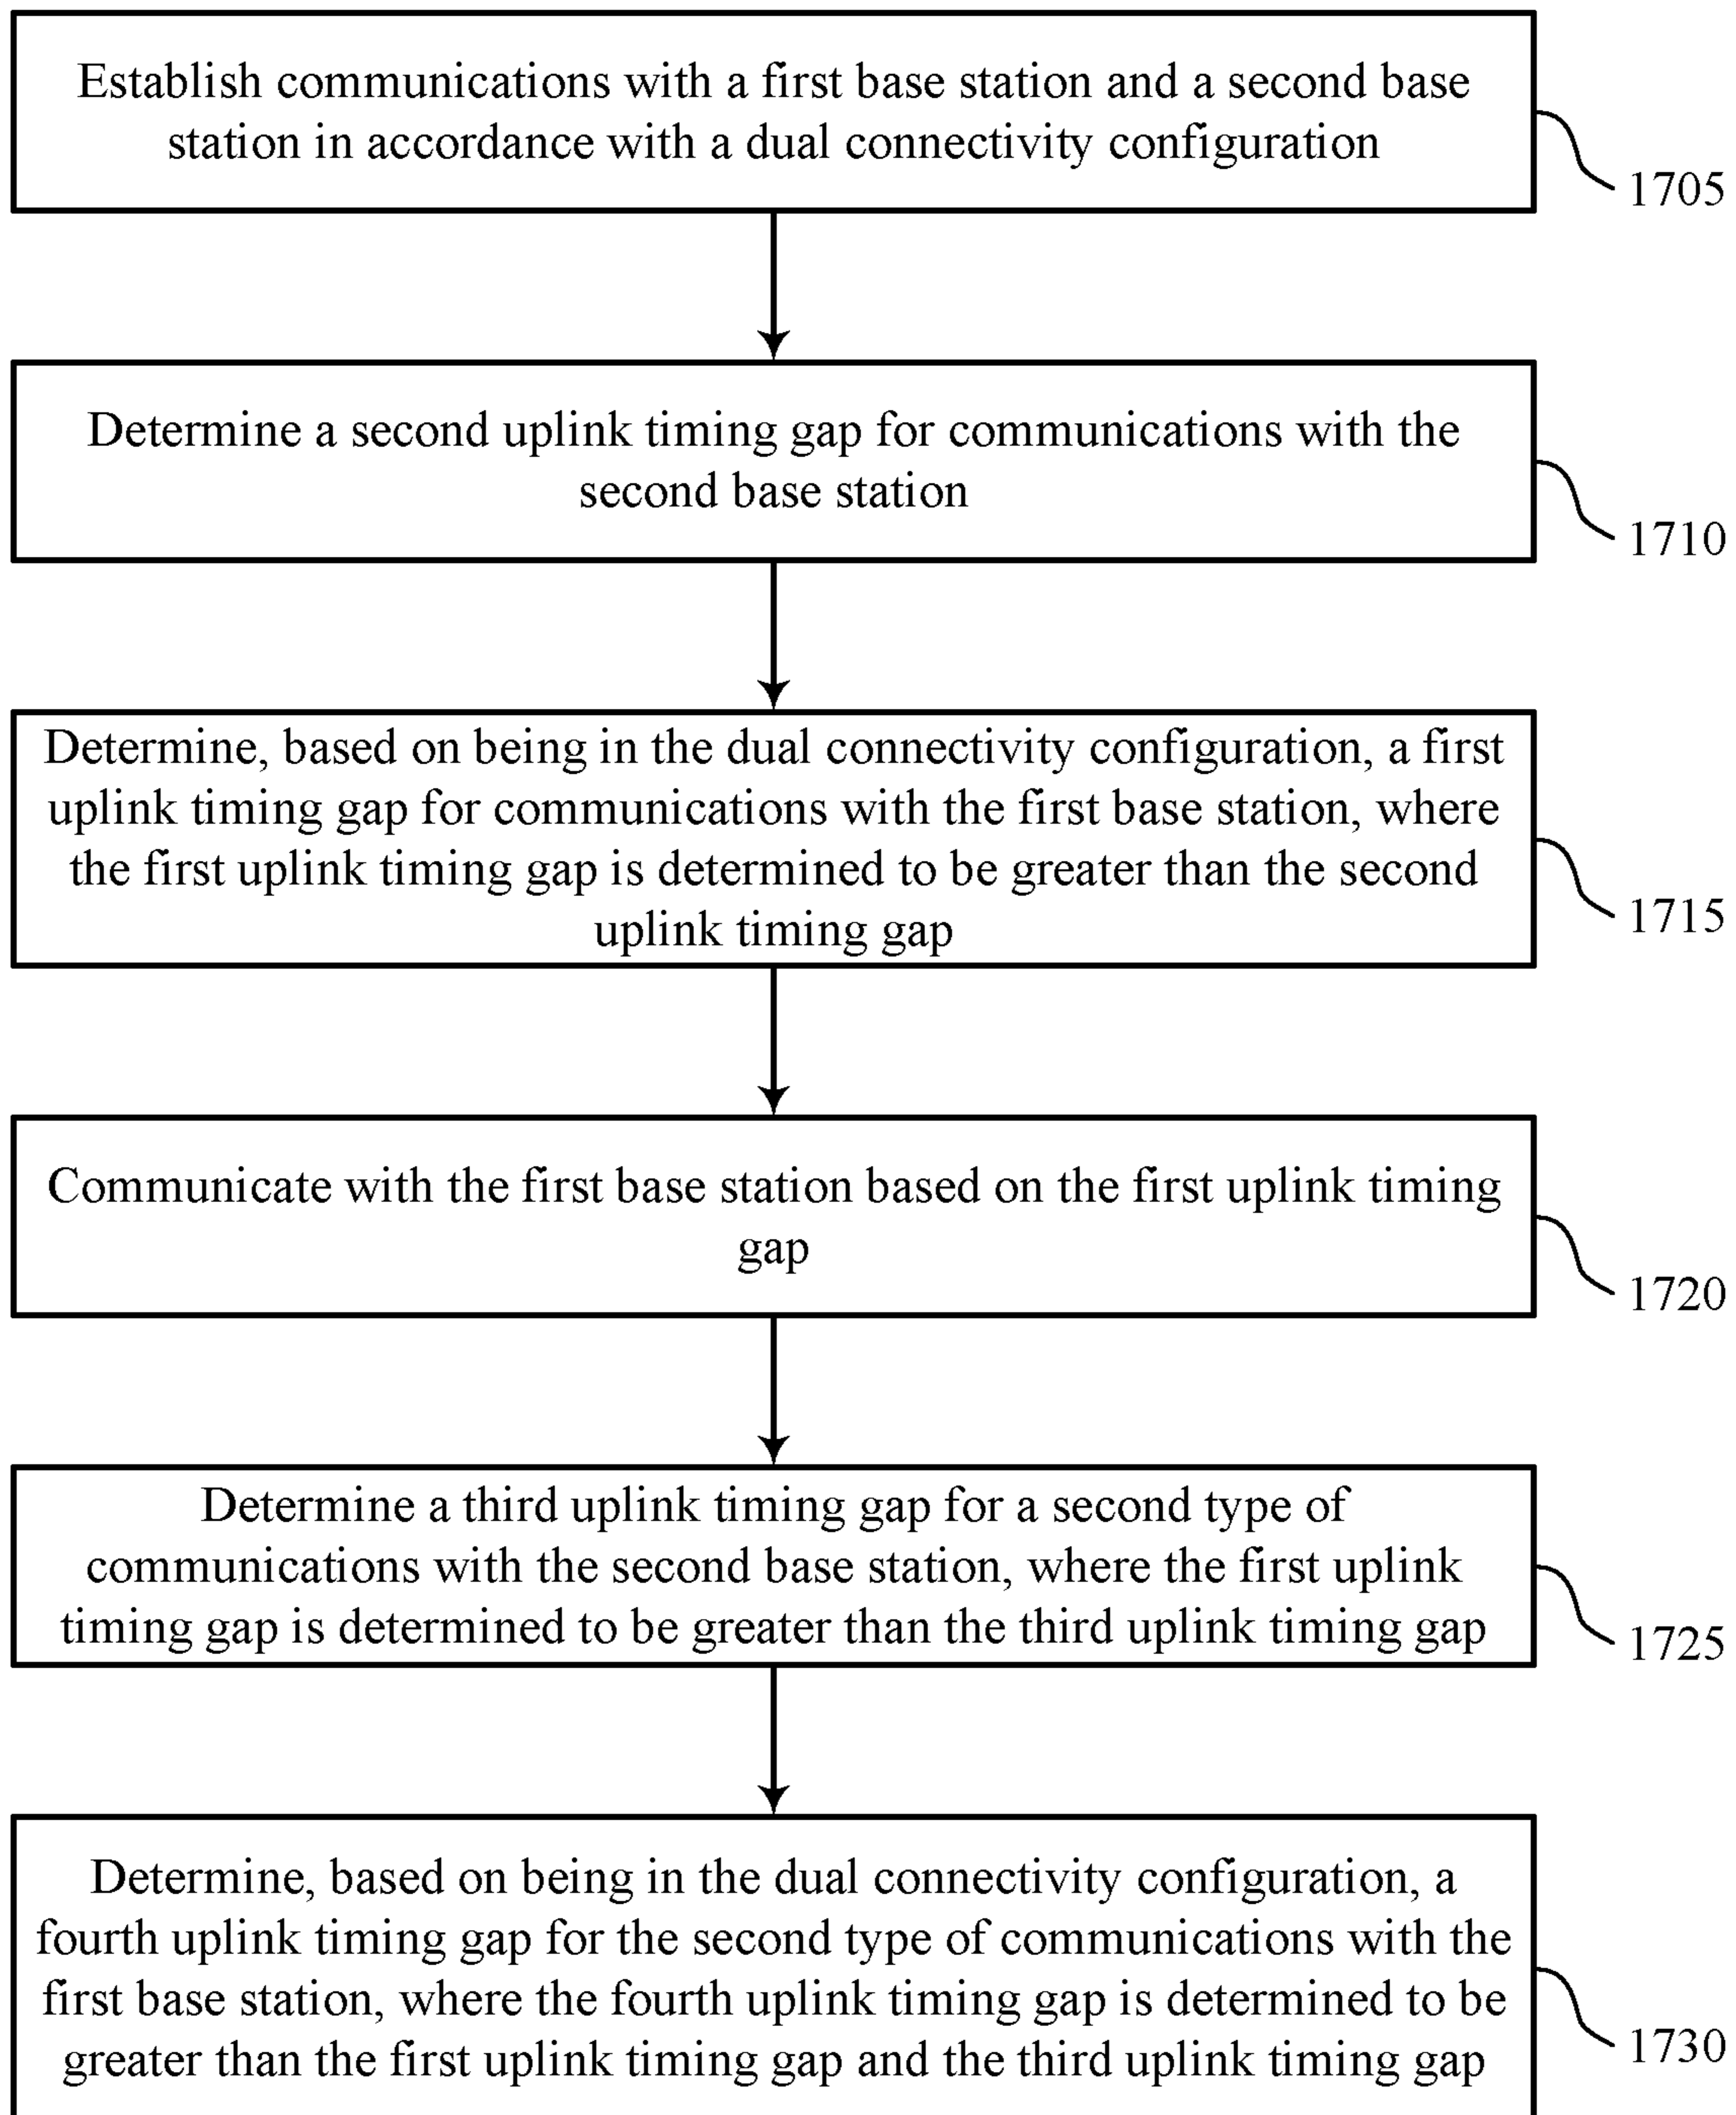 Establish communications with a first base station and a second base
station in accordance with a dual connectivity configuration
1705
Determine a second uplink timing gap for communications with the
second base station
1710
Determine, based on being in the dual connectivity configuration, a first
uplink timing gap for communications with the first base station, where
the first uplink timing gap is determined to be greater than the second
uplink timing gap
1715
Communicate with the first base station based on the first uplink timing
gap
1720
Determine a third uplink timing gap for a second type of
communications with the second base station, where the first uplink
timing gap is determined to be greater than the third uplink timing gap
1725
Determine, based on being in the dual connectivity configuration, a
fourth uplink timing gap for the second type of communications with the
first base station, where the fourth uplink timing gap is determined to be
greater than the first uplink timing gap and the third uplink timing gap
1730